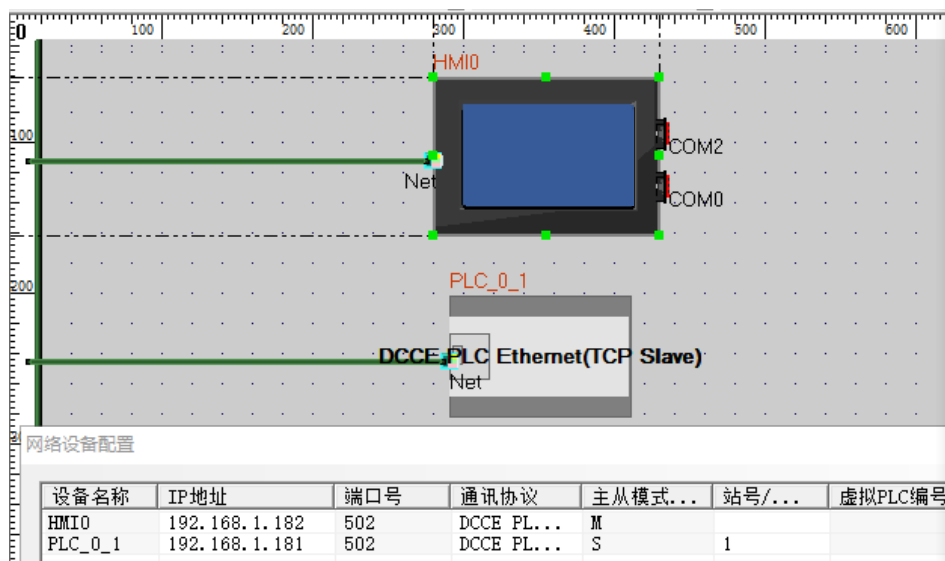 0 100 200 300 400 500 600
HMI0
100
COM2
Net
COM0
200
PLC_0_1
DCCE PLC Ethernet(TCP Slave)
Net
网络设备配置
设备名称 IP地址 端口号 通讯协议 主从模式... 站号/... 虚拟PLC编号
HMI0 192.168.1.182 502 DCCE PL... M
PLC_0_1 192.168.1.181 502 DCCE PL... S 1